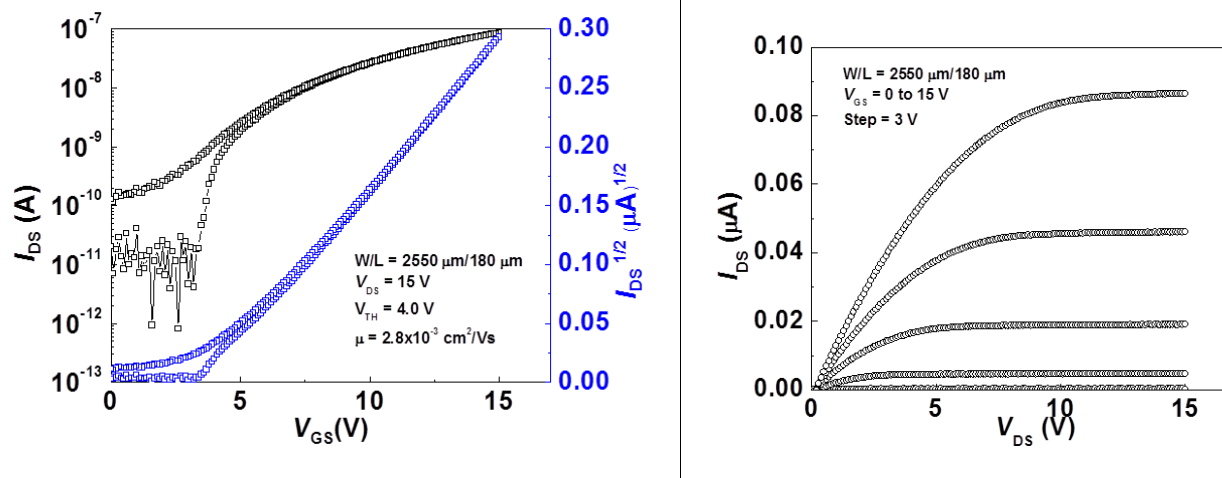 10⁻⁷
10⁻⁸
10⁻⁹
10⁻¹⁰
10⁻¹¹
10⁻¹²
10⁻¹³
I_DS (A)
0
5
10
15
V_GS(V)
0.30
0.25
0.20
0.15
0.10
0.05
0.00
I_DS^1/2 (μA)^1/2
W/L = 2550 μm/180 μm
V_DS = 15 V
V_TH = 4.0 V
μ = 2.8x10⁻³ cm²/Vs
0.10
0.08
0.06
0.04
0.02
0.00
I_DS (μA)
0
5
10
15
V_DS (V)
W/L = 2550 μm/180 μm
V_GS = 0 to 15 V
Step = 3 V